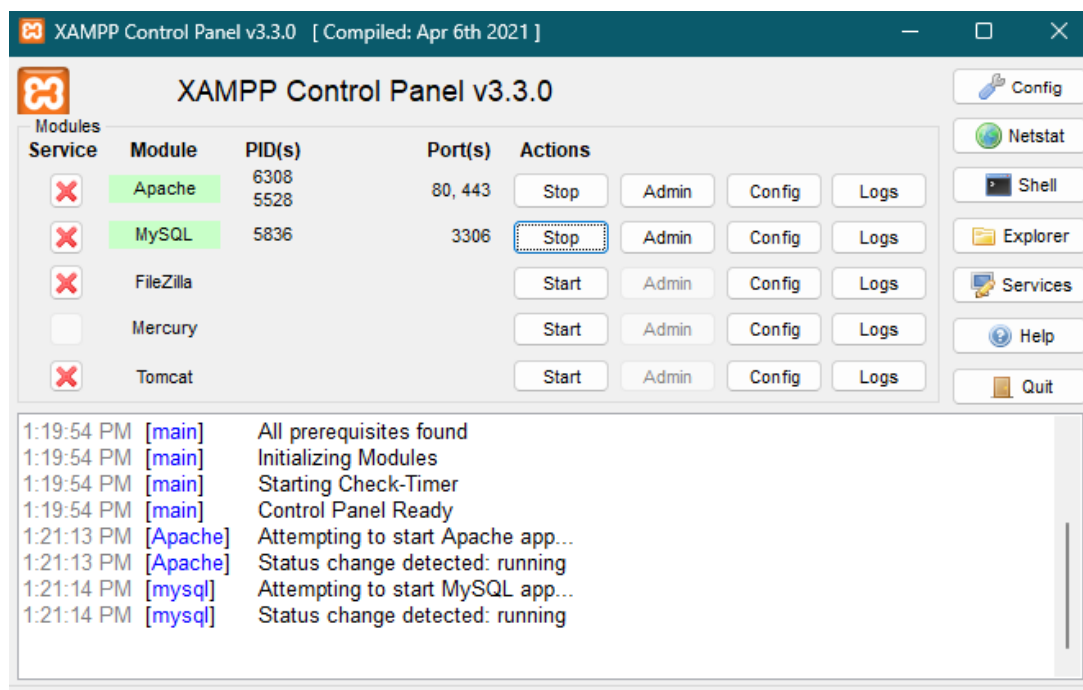 XAMPP Control Panel v3.3.0 [ Compiled: Apr 6th 2021 ]
XAMPP Control Panel v3.3.0
Config
Modules
Service Module PID(s) Port(s) Actions
Netstat
Apache 6308 5528 80, 443 Stop Admin Config Logs
Shell
MySQL 5836 3306 Stop Admin Config Logs
Explorer
FileZilla Start Admin Config Logs
Services
Mercury Start Admin Config Logs
Help
Tomcat Start Admin Config Logs
Quit
1:19:54 PM [main] All prerequisites found
1:19:54 PM [main] Initializing Modules
1:19:54 PM [main] Starting Check-Timer
1:19:54 PM [main] Control Panel Ready
1:21:13 PM [Apache] Attempting to start Apache app...
1:21:13 PM [Apache] Status change detected: running
1:21:14 PM [mysql] Attempting to start MySQL app...
1:21:14 PM [mysql] Status change detected: running